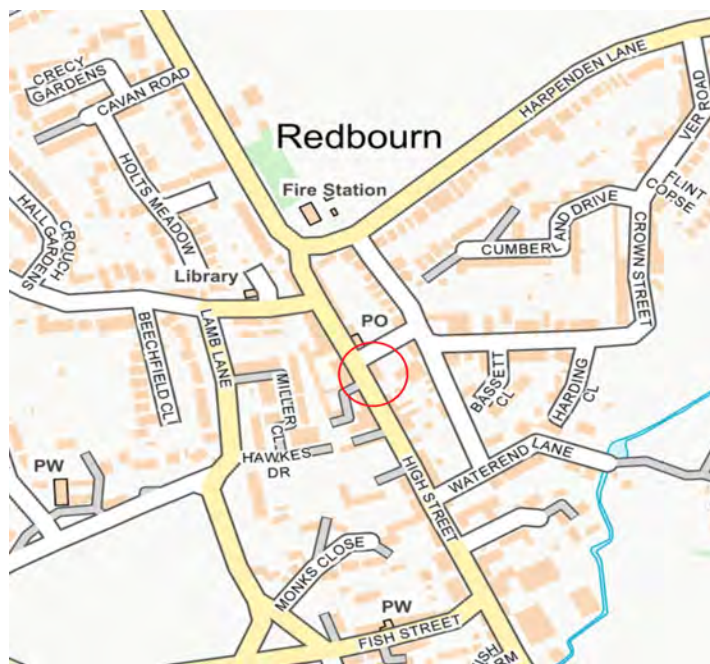 CRECY
GARDENS
CAVAN ROAD
HARPENDEN LANE
VER ROAD
Redbourn
Fire Station
HOLTS MEADOW
FLINT
COPSE
CROUCH
HALL GARDENS
CUMBERLAND DRIVE
CROWN STREET
Library
PO
BEECHFIELD CL
LAMB LANE
MILLER
CL
BASSETT
CL
HARDING
CL
PW
HAWKES
DR
HIGH STREET
WATEREND LANE
MONKS CLOSE
PW
FISH STREET